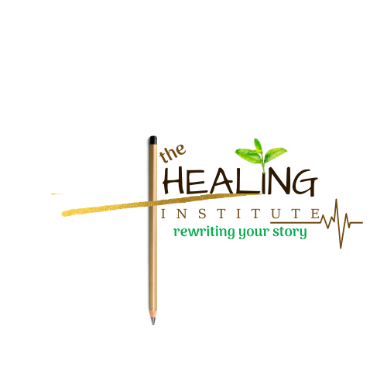 the
HEALING
INSTITUTE
rewriting your story